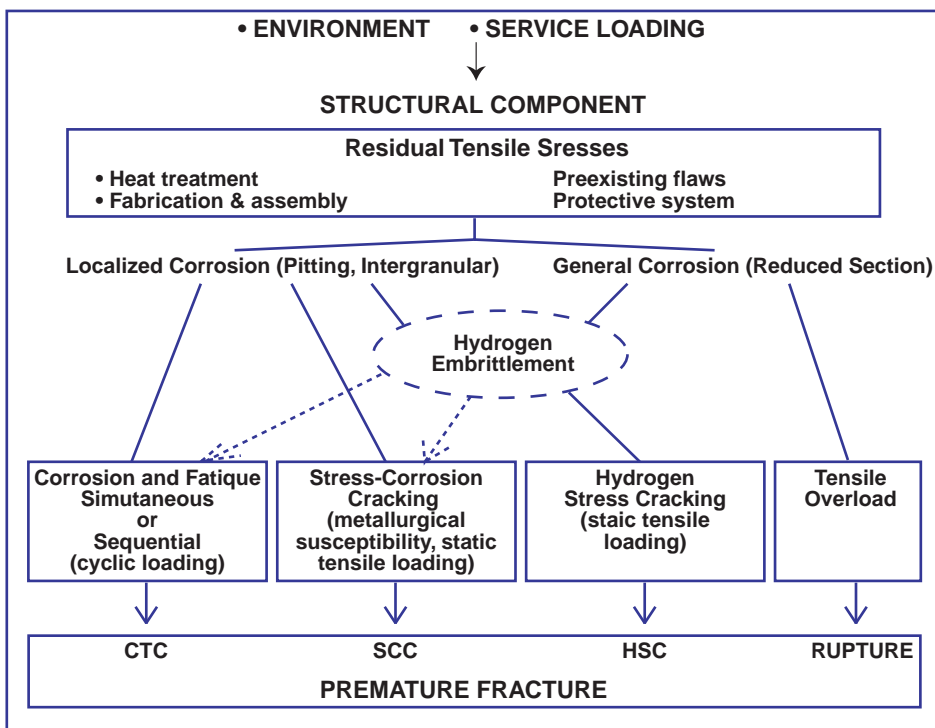 • ENVIRONMENT • SERVICE LOADING
STRUCTURAL COMPONENT
Residual Tensile Sresses
• Heat treatment Preexisting flaws
• Fabrication & assembly Protective system
Localized Corrosion (Pitting, Intergranular) General Corrosion (Reduced Section)
Hydrogen
Embrittlement
Corrosion and Fatique
Simutaneous
or
Sequential
(cyclic loading)
Stress-Corrosion
Cracking
(metallurgical
susceptibility, static
tensile loading)
Hydrogen
Stress Cracking
(staic tensile
loading)
Tensile
Overload
CTC SCC HSC RUPTURE
PREMATURE FRACTURE